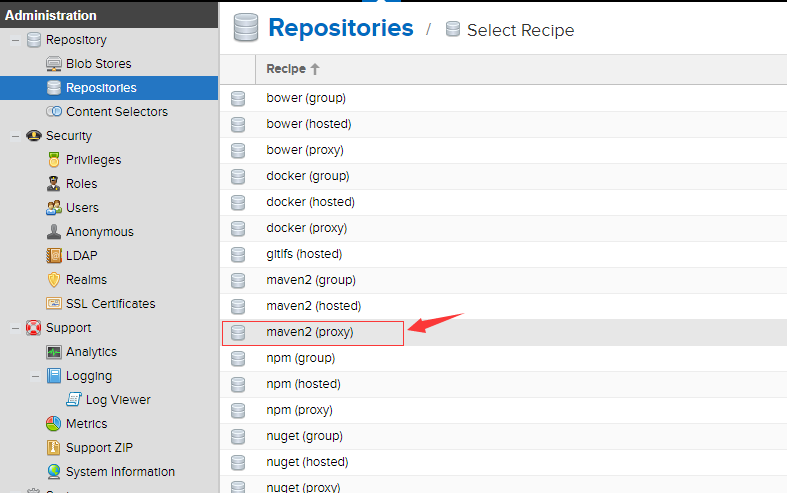 Administration
Repository
Blob Stores
Repositories
Content Selectors
Security
Privileges
Roles
Users
Anonymous
LDAP
Realms
SSL Certificates
Support
Analytics
Logging
Log Viewer
Metrics
Support ZIP
System Information
Repositories / Select Recipe
Recipe
bower (group)
bower (hosted)
bower (proxy)
docker (group)
docker (hosted)
docker (proxy)
gitlfs (hosted)
maven2 (group)
maven2 (hosted)
maven2 (proxy)
npm (group)
npm (hosted)
npm (proxy)
nuget (group)
nuget (hosted)
nuget (proxy)